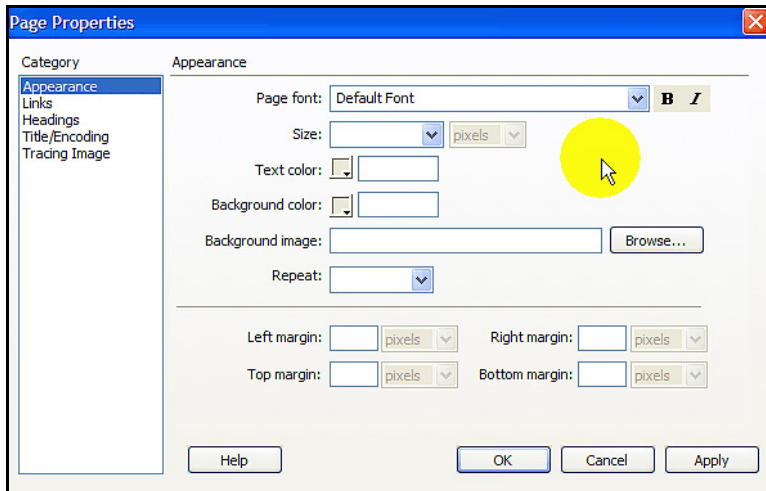 Page Properties
Category
Appearance
Links
Headings
Title/Encoding
Tracing Image
Appearance
Page font: Default Font B I
Size: pixels
Text color:
Background color:
Background image: Browse...
Repeat:
Left margin: pixels Right margin: pixels
Top margin: pixels Bottom margin: pixels
Help OK Cancel Apply